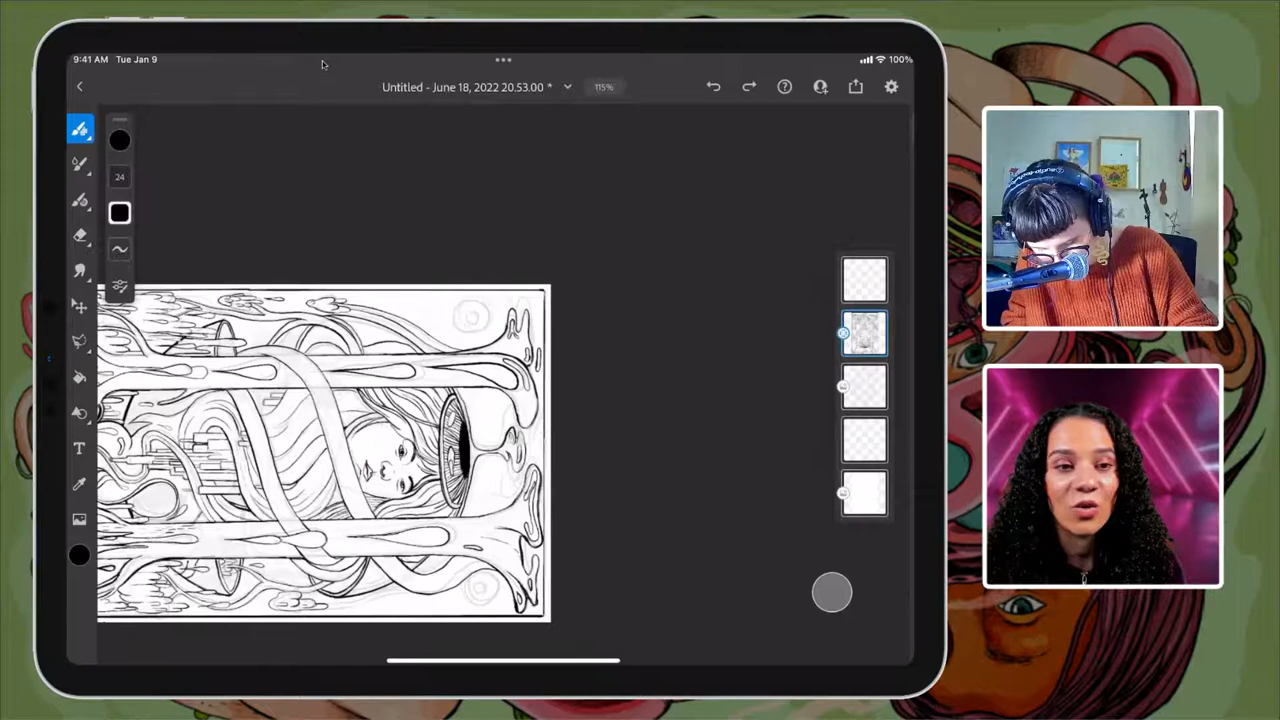 9:41 AM Tue Jan 9
100%
Untitled - June 18, 2022 20.53.00 *
115%
24
T